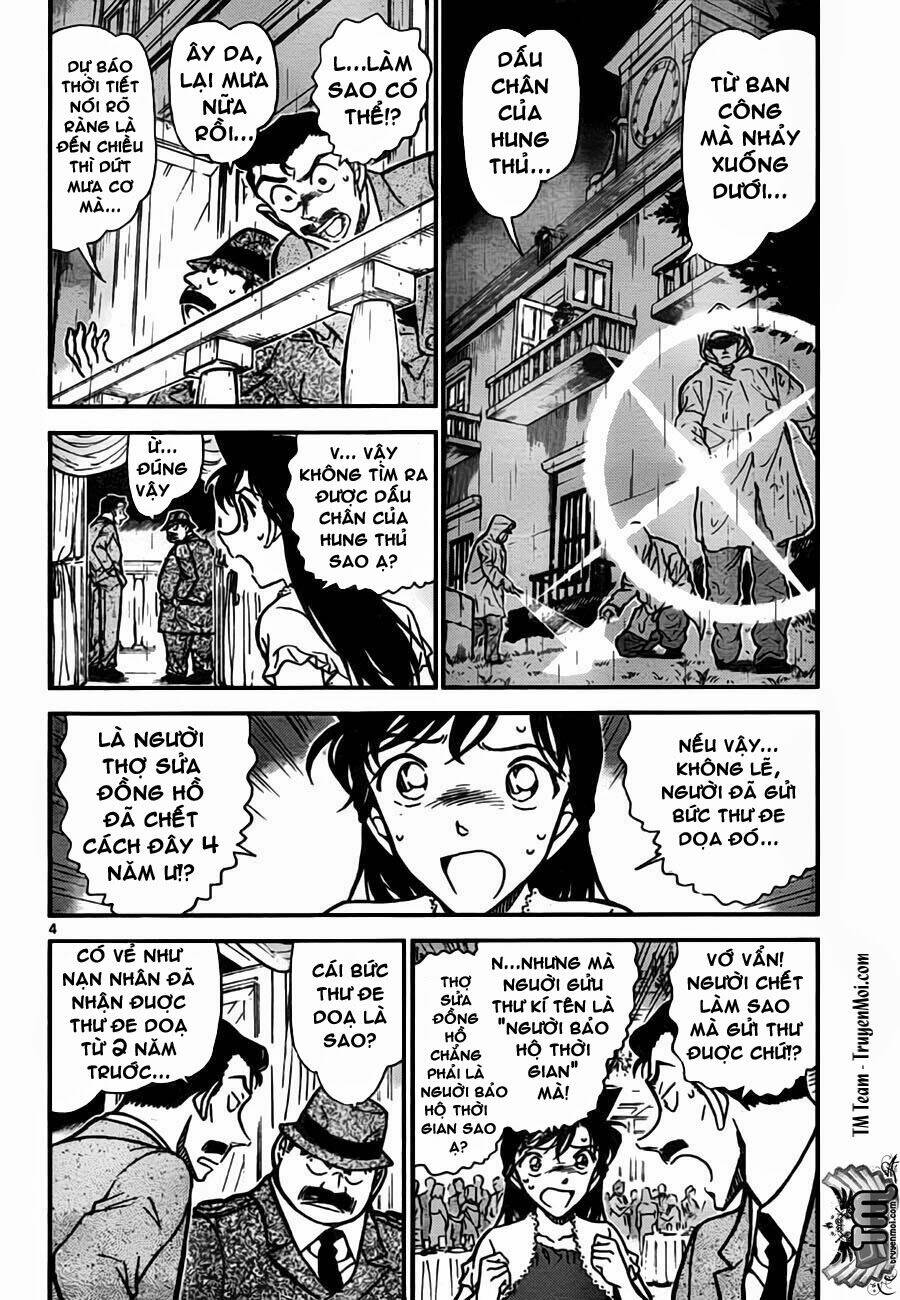 TỪ BAN
CÔNG
MÀ NHẢY
XUỐNG
DƯỚI...
DẤU
CHÂN
CỦA
HUNG
THỦ...
L...LÀM
SAO CÓ
THỂ!?
ÂY DA,
LẠI MƯA
NỮA
RỒI...
DỰ BÁO
THỜI TIẾT
NÓI RÕ
RÀNG LÀ
ĐẾN CHIỀU
THÌ DỨT
MƯA CƠ
MÀ...
V... VẬY
KHÔNG TÌM RA
ĐƯỢC DẤU
CHÂN CỦA
HUNG THỦ
SAO Ạ?
Ừ...
ĐÚNG
VẬY
NẾU VẬY...
KHÔNG LẼ,
NGƯỜI ĐÃ GỬI
BỨC THƯ ĐE
DỌA ĐÓ...
LÀ NGƯỜI
THỢ SỬA
ĐỒNG HỒ
ĐÃ CHẾT
CÁCH ĐÂY 4
NĂM Ư!?
4
VỚ VẨN!
NGƯỜI CHẾT
LÀM SAO
MÀ GỬI THƯ
ĐUỢC CHỨ!?
N...NHƯNG MÀ
NGUỜI GỬU
THƯ KÍ TÊN LÀ
"NGƯỜI BẢO
HỘ THỜI
GIAN"
MÀ!
THỢ
SỬA
ĐỒNG
HỒ
CHẲNG
PHẢI LÀ
NGUỜI BẢO
HỘ THỜI
GIAN SAO
Ạ?
CÁI BỨC
THƯ ĐE
DOẠ LÀ
SAO?
CÓ VẺ NHƯ
NẠN NHÂN ĐÃ
NHẬN ĐƯỢC
THƯ ĐE DOẠ
TỪ 2 NĂM
TRƯỚC...
TM Team - TruyenMoi.com
TM
truyenmoi.com